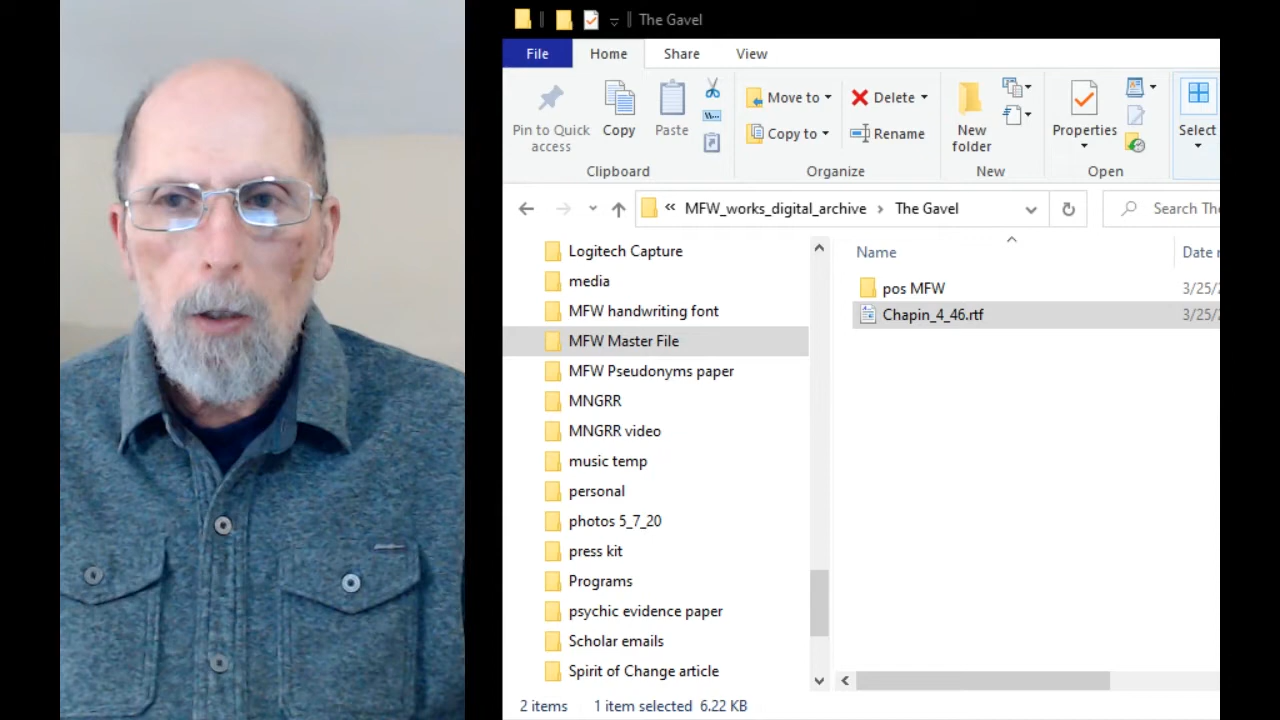 The Gavel
File
Home
Share
View
Pin to Quick access
Copy
Paste
Clipboard
Move to
Copy to
Delete
Rename
Organize
New folder
New
Properties
Open
Select
MFW_works_digital_archive
The Gavel
Search
Logitech Capture
media
MFW handwriting font
MFW Master File
MFW Pseudonyms paper
MNGRR
MNGRR video
music temp
personal
photos 5_7_20
press kit
Programs
psychic evidence paper
Scholar emails
Spirit of Change article
Name
Date
pos MFW
3/25/
Chapin_4_46.rtf
3/25/
2 items
1 item selected 6.22 KB